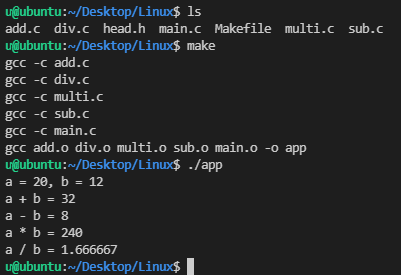 u@ubuntu:~/Desktop/Linux$ ls
add.c  div.c  head.h  main.c  Makefile  multi.c  sub.c
u@ubuntu:~/Desktop/Linux$ make
gcc -c add.c
gcc -c div.c
gcc -c multi.c
gcc -c sub.c
gcc -c main.c
gcc add.o div.o multi.o sub.o main.o -o app
u@ubuntu:~/Desktop/Linux$ ./app
a = 20, b = 12
a + b = 32
a - b = 8
a * b = 240
a / b = 1.666667
u@ubuntu:~/Desktop/Linux$